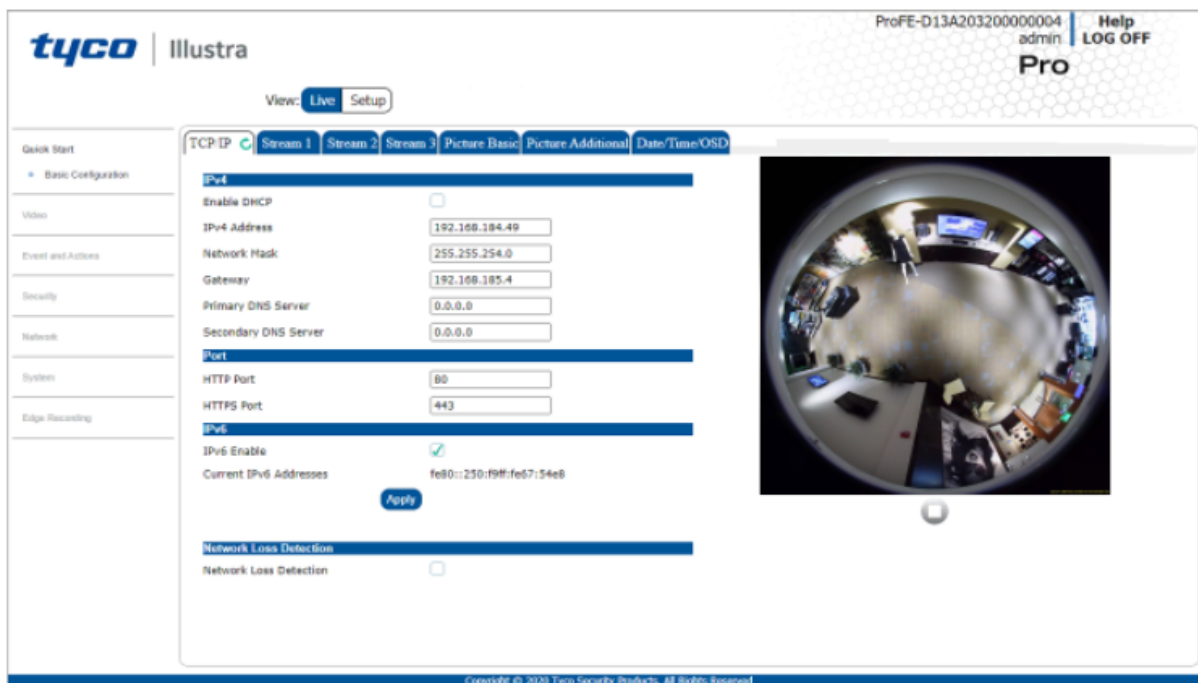 ProFE-D13A203200000004
Help
admin
LOG OFF
tyco | Illustra
Pro
View: Live Setup
Quick Start
Basic Configuration
Video
Event and Actions
Security
Network
System
Edge Recording
TCP/IP Stream 1 Stream 2 Stream 3 Picture Basic Picture Additional Date/Time/OSD
IPv4
Enable DHCP
IPv4 Address 192.168.184.49
Network Mask 255.255.254.0
Gateway 192.168.185.4
Primary DNS Server 0.0.0.0
Secondary DNS Server 0.0.0.0
Port
HTTP Port 80
HTTPS Port 443
IPv6
IPv6 Enable
Current IPv6 Addresses fe80::250:f9ff:fe67:54e8
Apply
Network Loss Detection
Network Loss Detection
Copyright © 2020 Tyco Security Products. All Rights Reserved